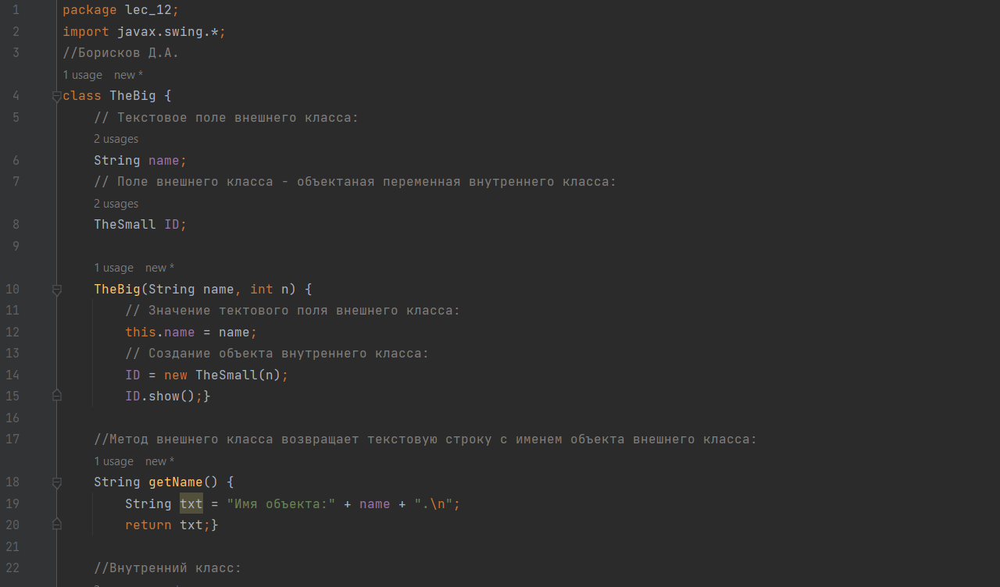 1 package lec_12;
2 import javax.swing.*;
3 //Борисков Д.А.
1 usage new *
4 class TheBig {
5 // Текстовое поле внешнего класса:
2 usages
6 String name;
7 // Поле внешнего класса - объектаная переменная внутреннего класса:
2 usages
8 TheSmall ID;
9
1 usage new *
10 TheBig(String name, int n) {
11 // Значение тектового поля внешнего класса:
12 this.name = name;
13 // Создание объекта внутреннего класса:
14 ID = new TheSmall(n);
15 ID.show();}
16
17 //Метод внешнего класса возвращает текстовую строку с именем объекта внешнего класса:
1 usage new *
18 String getName() {
19 String txt = "Имя объекта:" + name + ".\n";
20 return txt;}
21
22 //Внутренний класс: